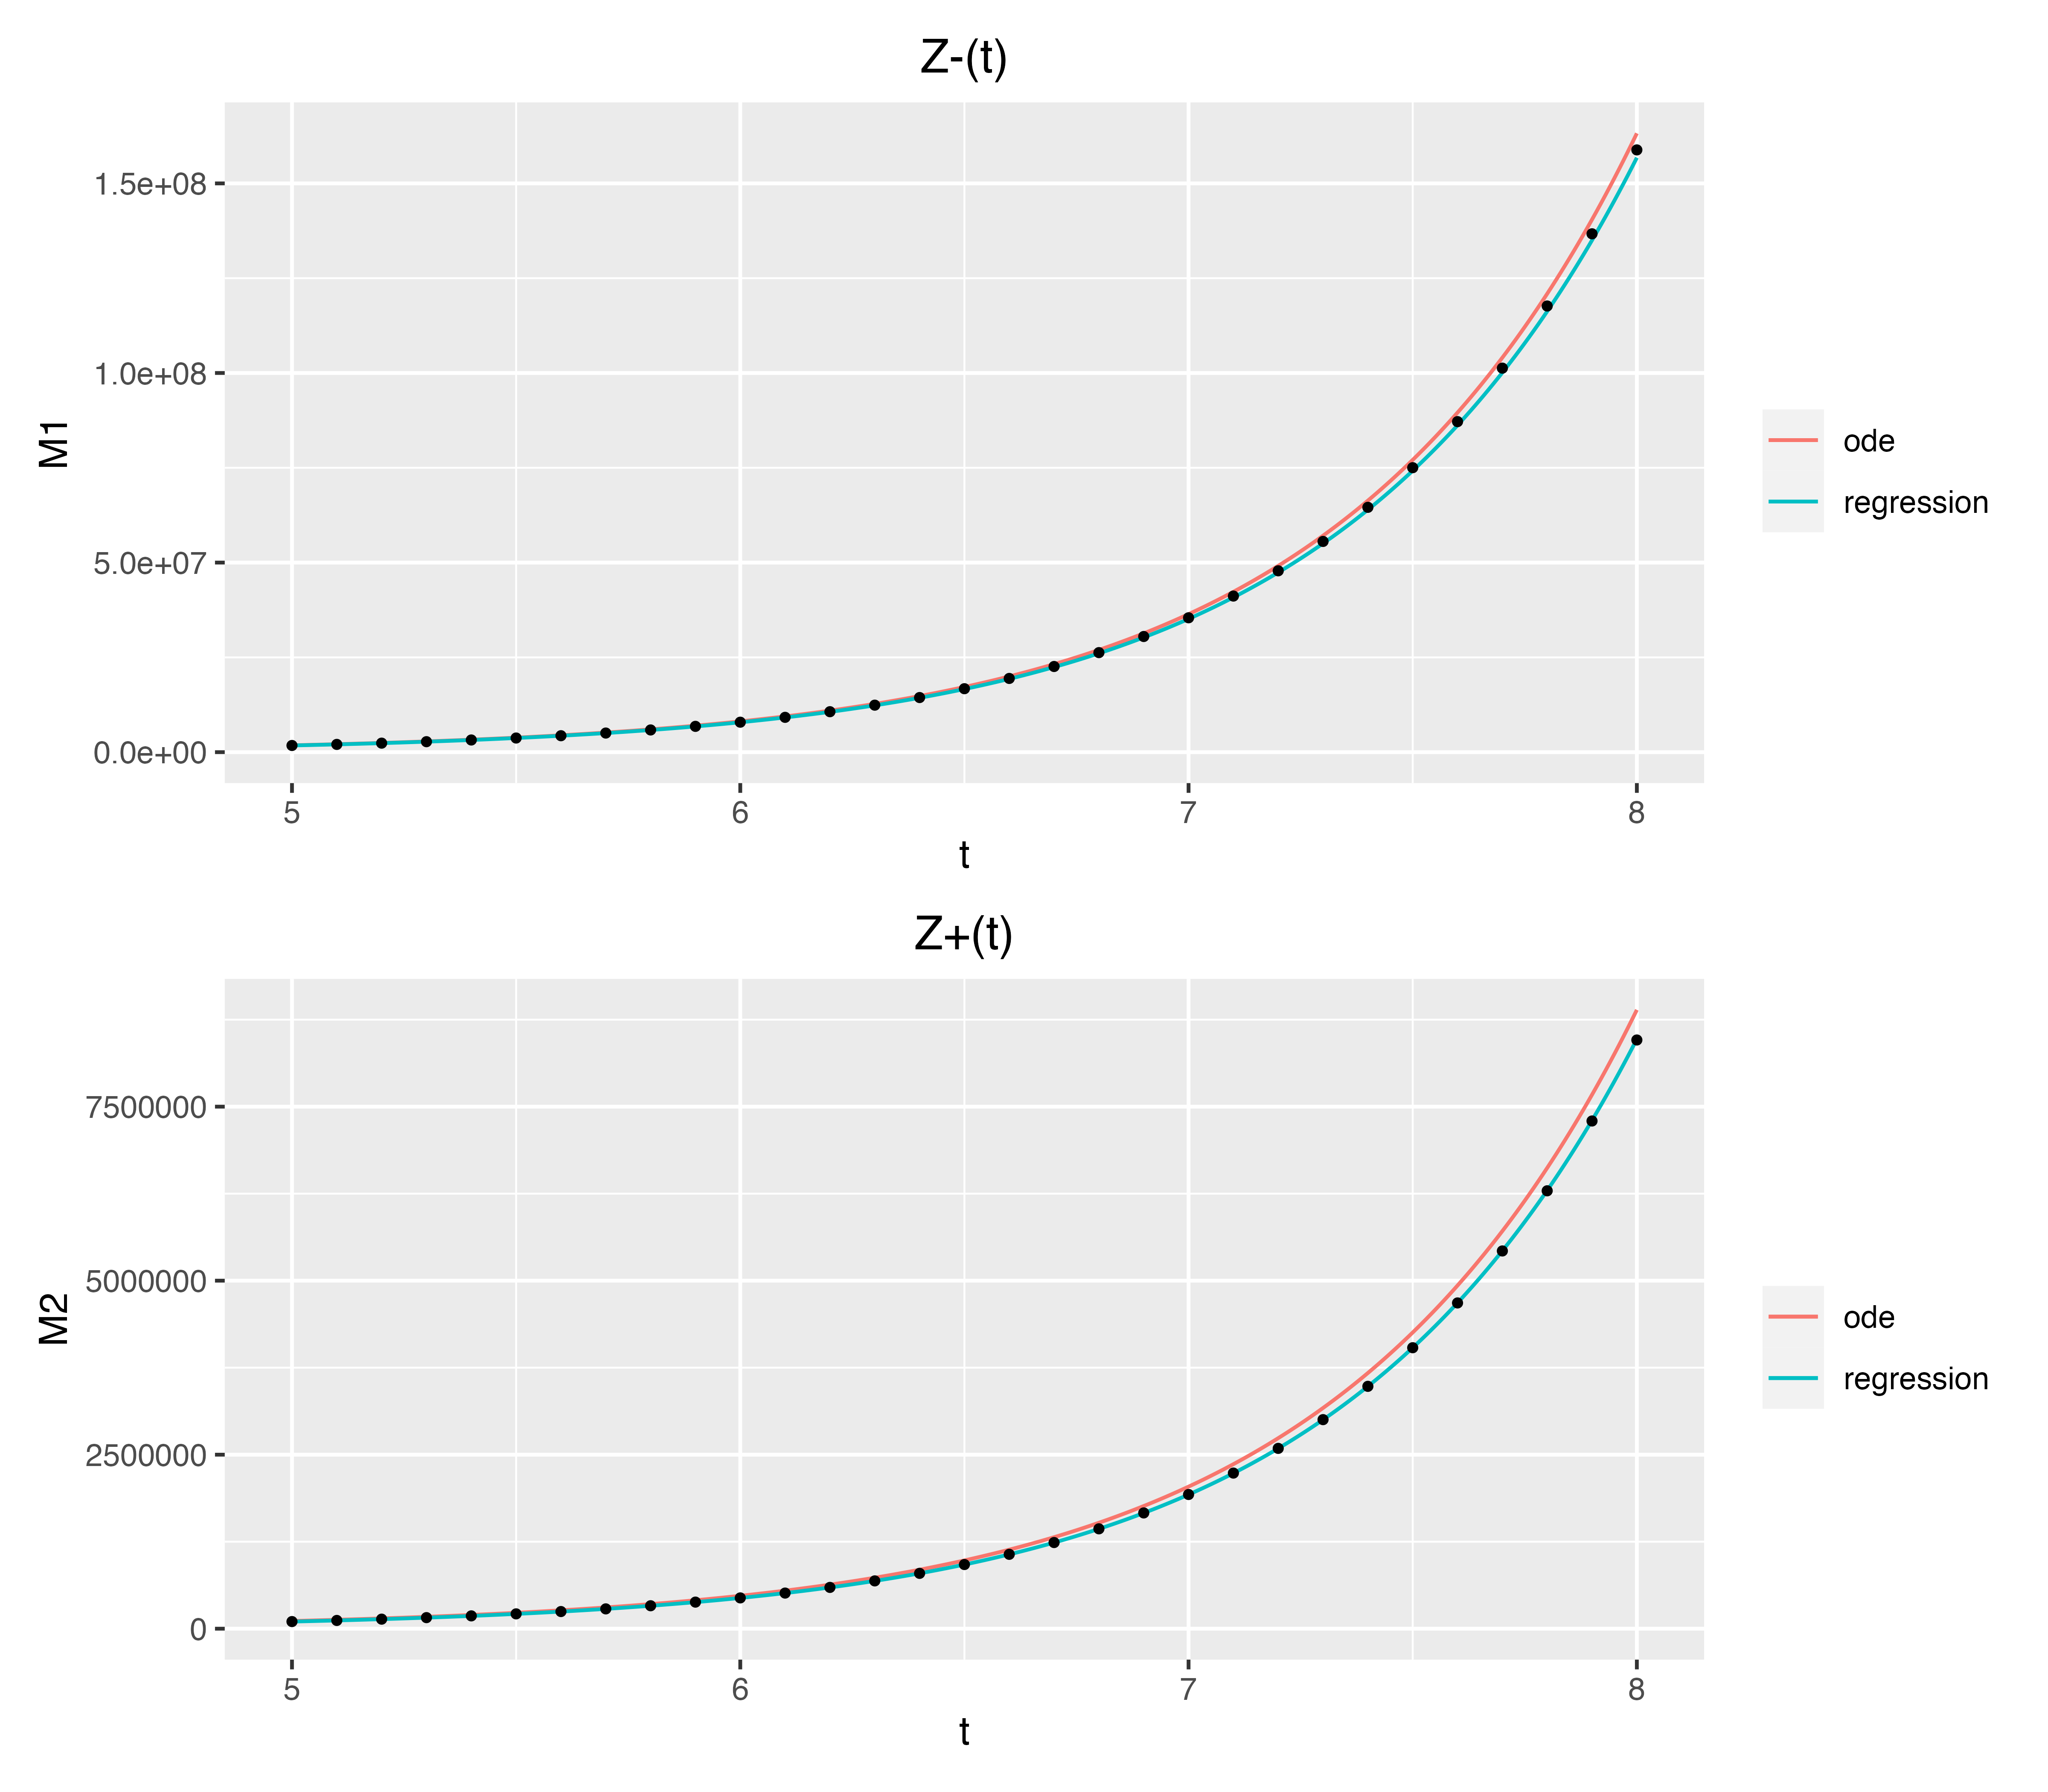 Z-(t)
M1
1.5e+08
1.0e+08
5.0e+07
0.0e+00
5 6 7 8
t
ode
regression
Z+(t)
M2
7500000
5000000
2500000
0
5 6 7 8
t
ode
regression